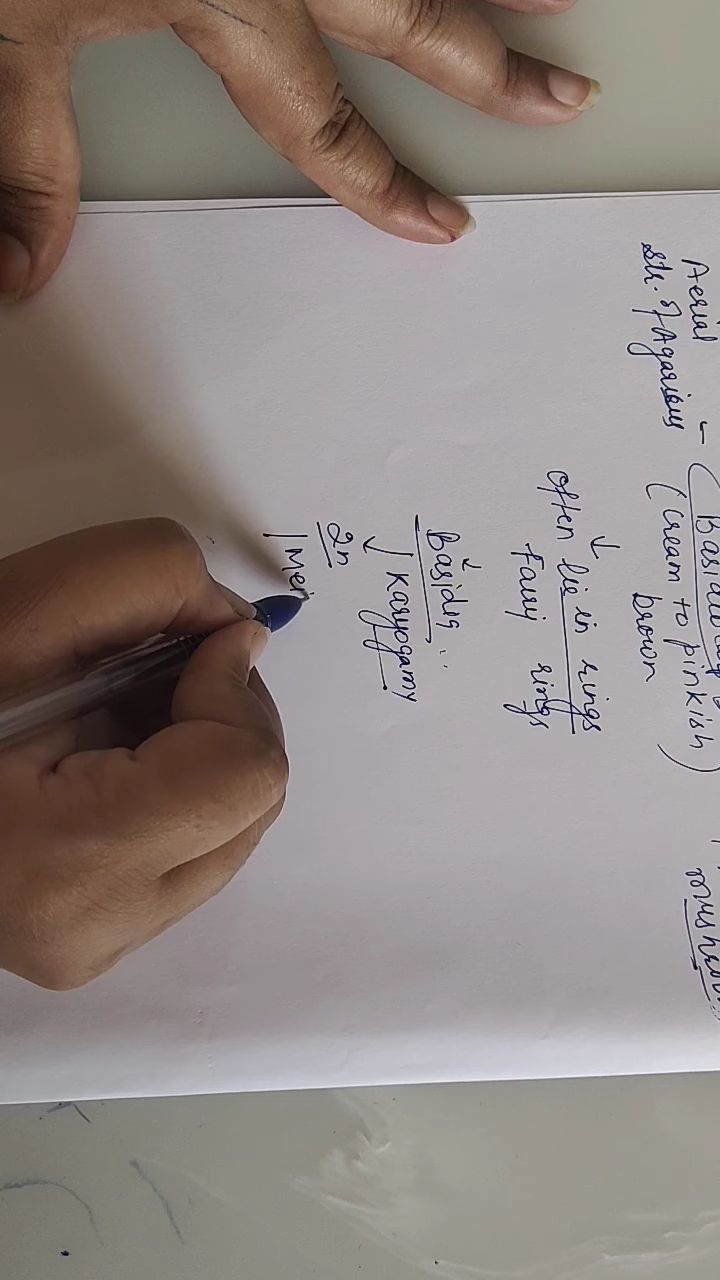 Aerial - Basidiocarp
str. of Agaricus (cream to pinkish)
brown
mushroom
↓
often lie in rings
Fairy rings
↓
Basidia
↓ Karyogamy
2n
| Mei